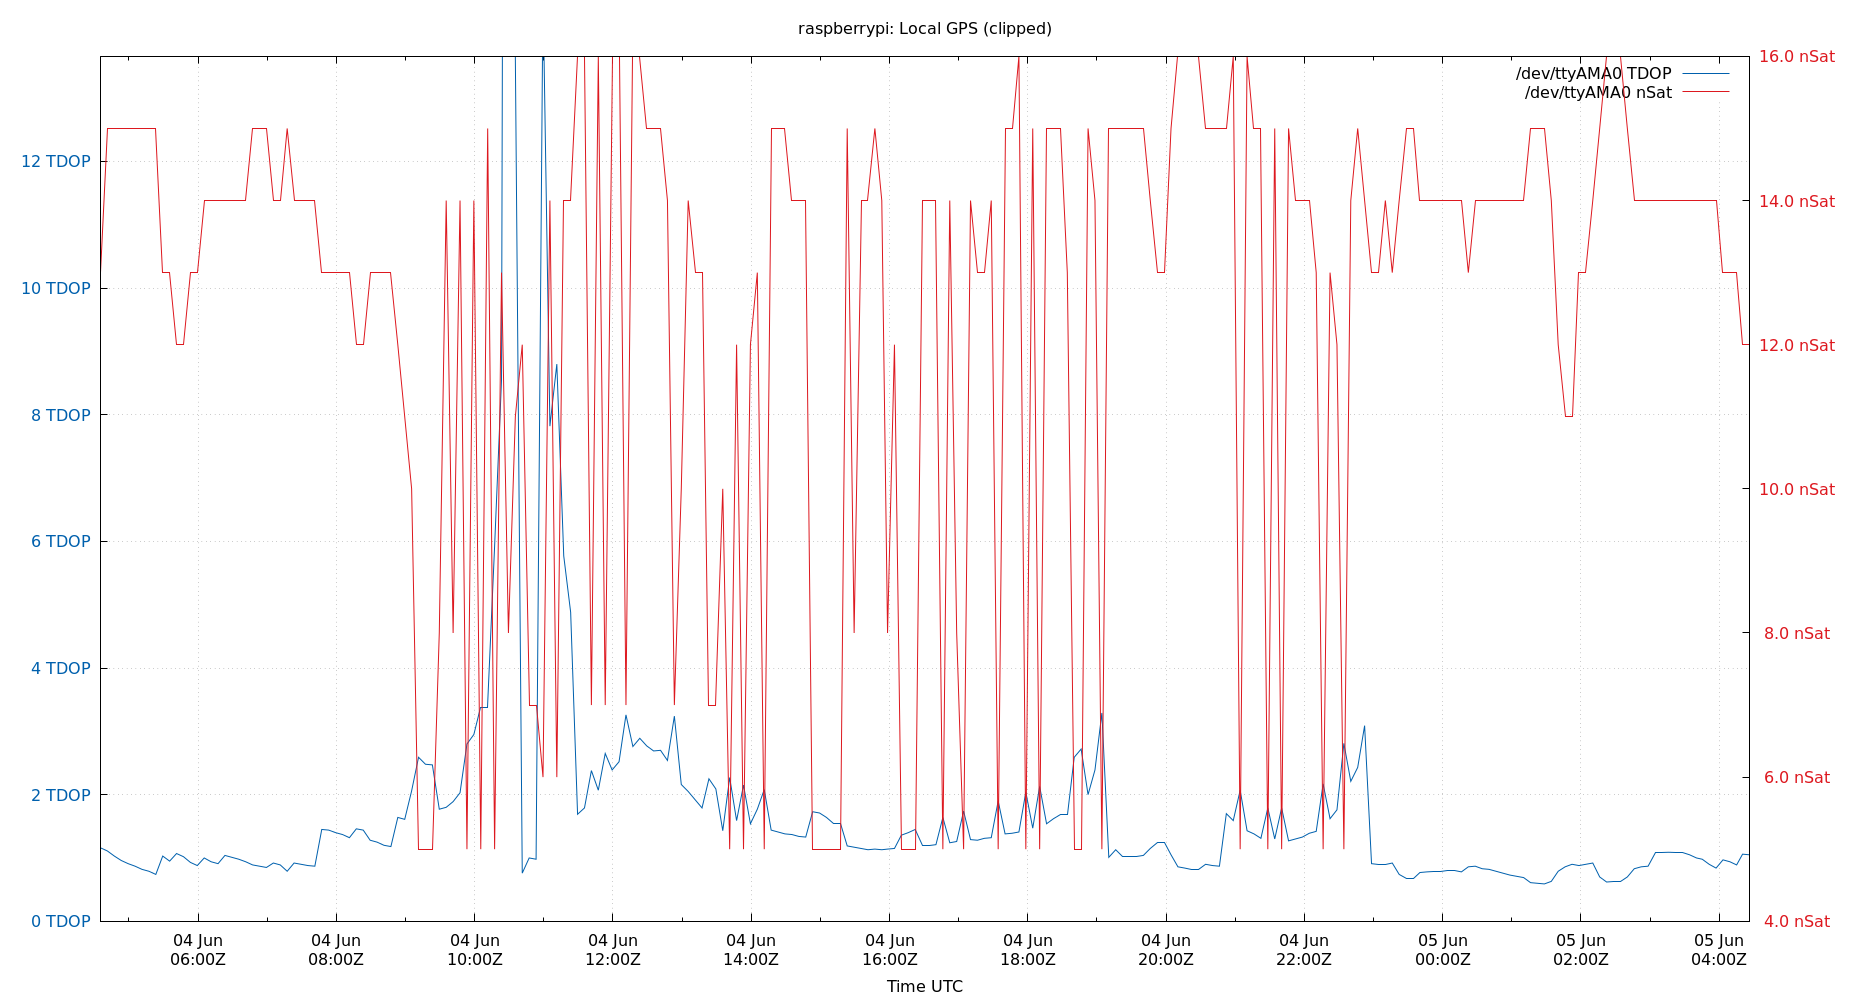 raspberrypi: Local GPS (clipped)
16.0 nSat
/dev/ttyAMA0 TDOP
/dev/ttyAMA0 nSat
12 TDOP
14.0 nSat
10 TDOP
12.0 nSat
8 TDOP
10.0 nSat
6 TDOP
8.0 nSat
4 TDOP
6.0 nSat
2 TDOP
0 TDOP
4.0 nSat
04 Jun 04 Jun 04 Jun 04 Jun 04 Jun 04 Jun 04 Jun 04 Jun 04 Jun 05 Jun 05 Jun 05 Jun
06:00Z 08:00Z 10:00Z 12:00Z 14:00Z 16:00Z 18:00Z 20:00Z 22:00Z 00:00Z 02:00Z 04:00Z
Time UTC